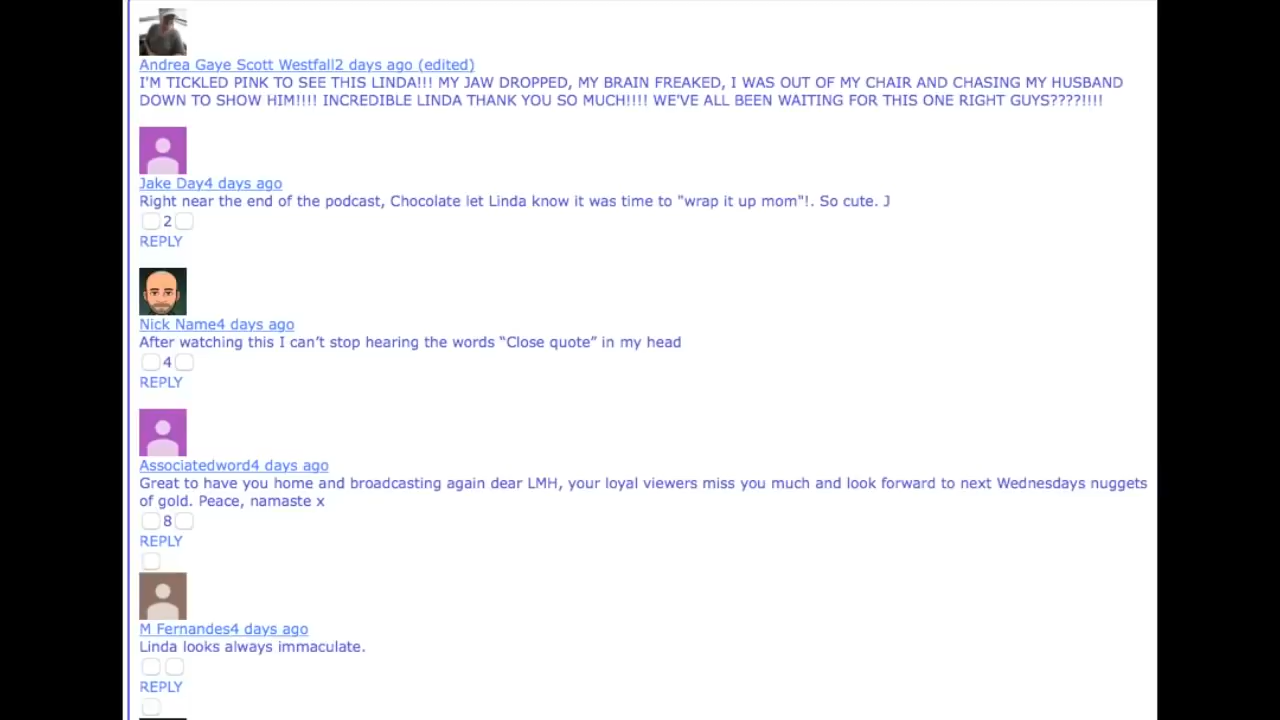 Andrea Gaye Scott Westfall2 days ago (edited)
I'M TICKLED PINK TO SEE THIS LINDA!!! MY JAW DROPPED, MY BRAIN FREAKED, I WAS OUT OF MY CHAIR AND CHASING MY HUSBAND
DOWN TO SHOW HIM!!!! INCREDIBLE LINDA THANK YOU SO MUCH!!!! WE'VE ALL BEEN WAITING FOR THIS ONE RIGHT GUYS????!!!!
Jake Day4 days ago
Right near the end of the podcast, Chocolate let Linda know it was time to "wrap it up mom"!. So cute. J
2
REPLY
Nick Name4 days ago
After watching this I can’t stop hearing the words “Close quote” in my head
4
REPLY
Associatedword4 days ago
Great to have you home and broadcasting again dear LMH, your loyal viewers miss you much and look forward to next Wednesdays nuggets
of gold. Peace, namaste x
8
REPLY
M Fernandes4 days ago
Linda looks always immaculate.
REPLY